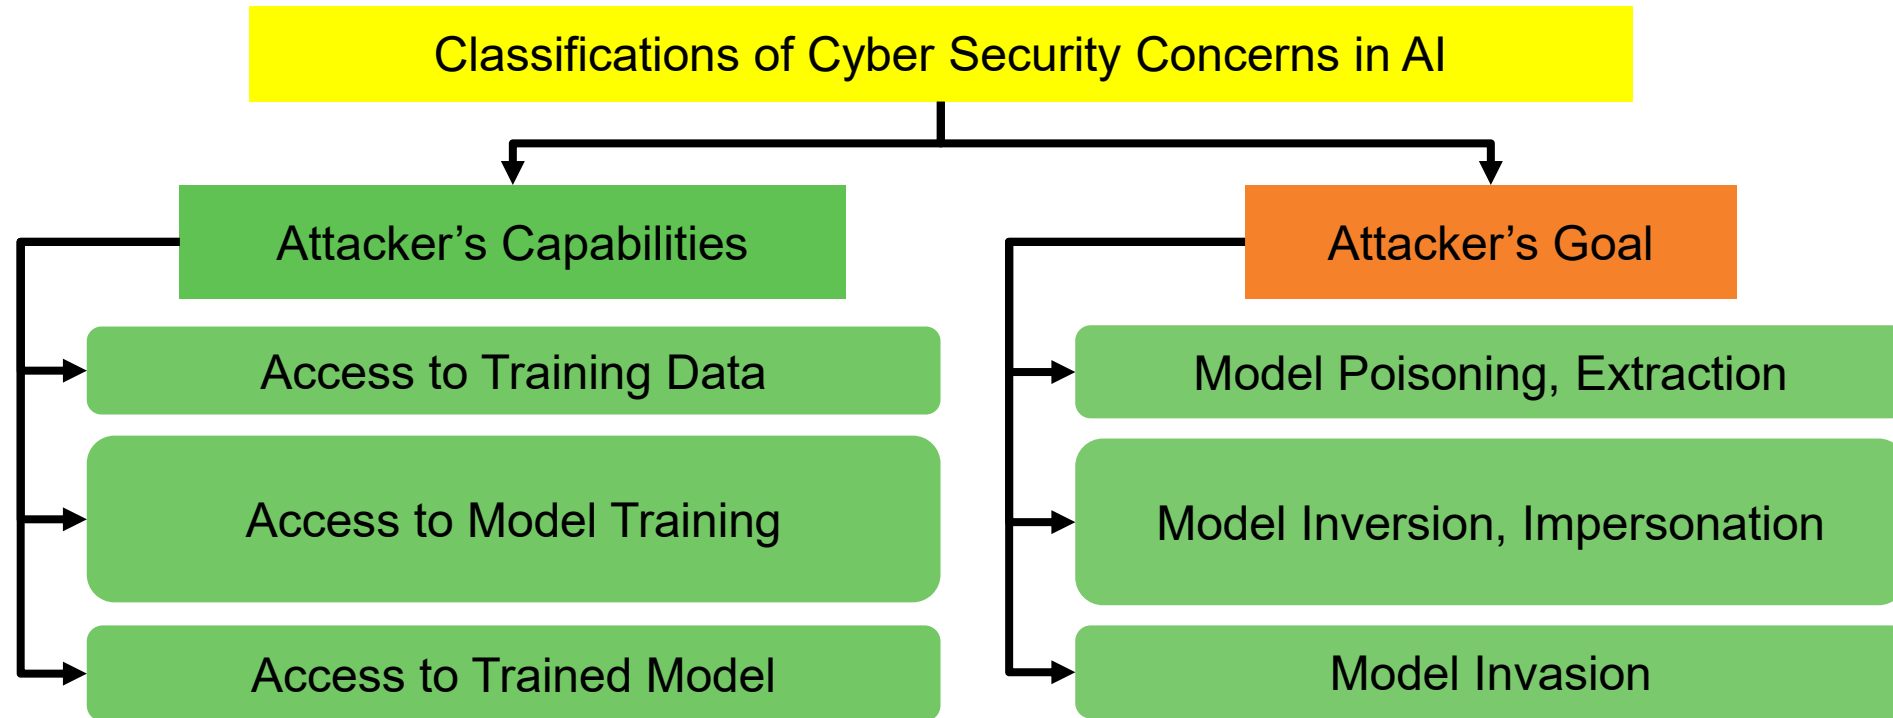 Classifications of Cyber Security Concerns in AI
Attacker’s Capabilities
Access to Training Data
Access to Model Training
Access to Trained Model
Attacker’s Goal
Model Poisoning, Extraction
Model Inversion, Impersonation
Model Invasion